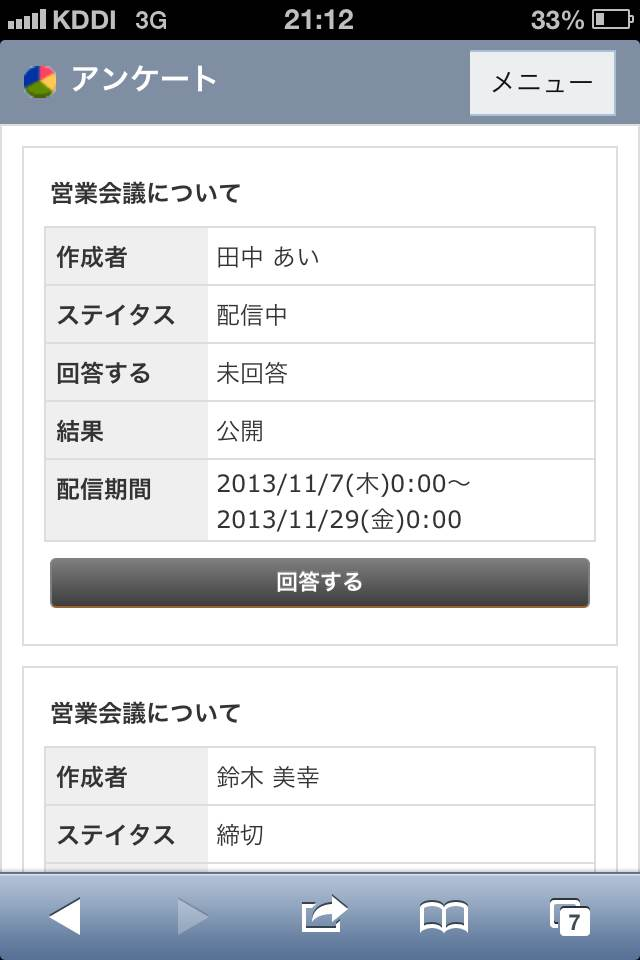 KDDI 3G 21:12 33%
アンケート メニュー
営業会議について
作成者 田中 あい
ステイタス 配信中
回答する 未回答
結果 公開
配信期間 2013/11/7(木)0:00～
2013/11/29(金)0:00
回答する
営業会議について
作成者 鈴木 美幸
ステイタス 締切
7